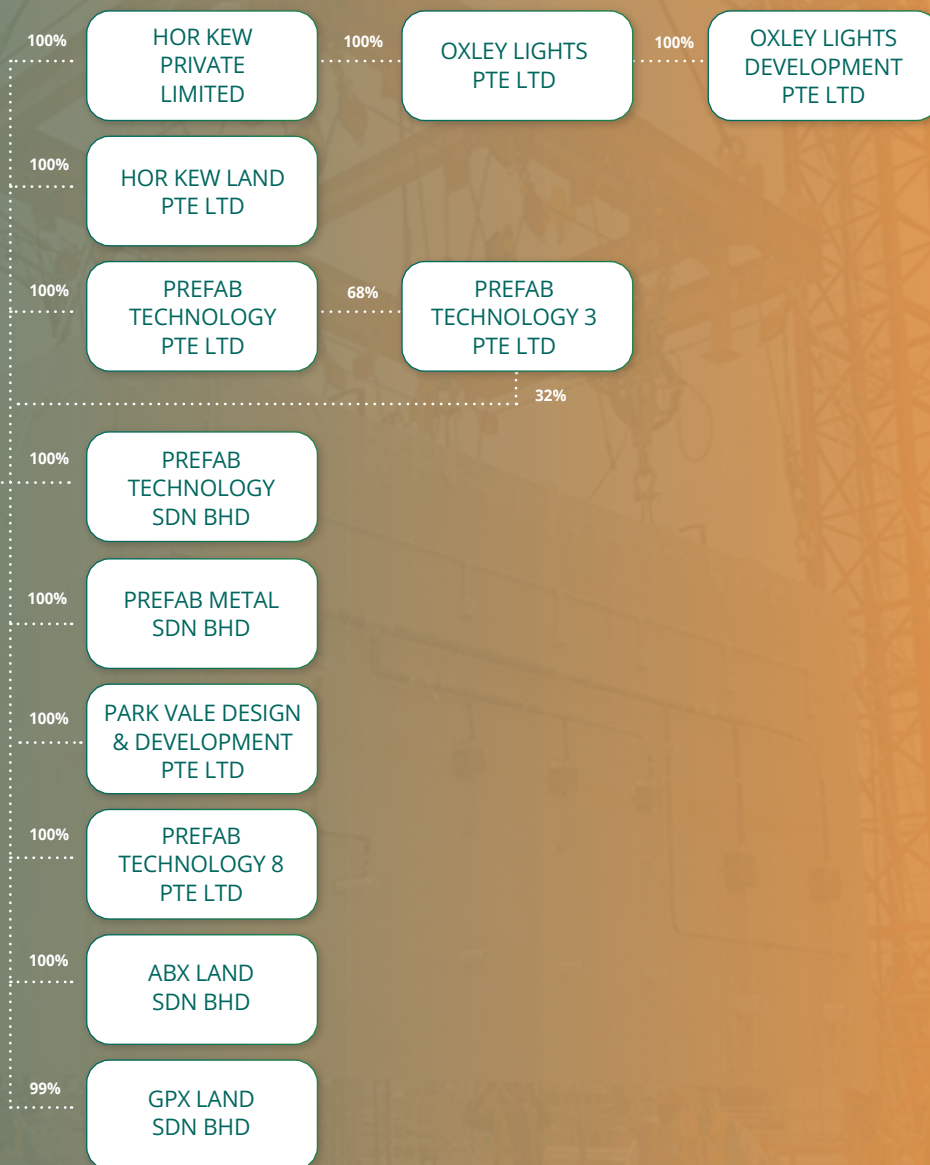 100%
HOR KEW
PRIVATE
LIMITED
100%
OXLEY LIGHTS
PTE LTD
100%
OXLEY LIGHTS
DEVELOPMENT
PTE LTD
100%
HOR KEW LAND
PTE LTD
100%
PREFAB
TECHNOLOGY
PTE LTD
68%
PREFAB
TECHNOLOGY 3
PTE LTD
32%
100%
PREFAB
TECHNOLOGY
SDN BHD
100%
PREFAB METAL
SDN BHD
100%
PARK VALE DESIGN
& DEVELOPMENT
PTE LTD
100%
PREFAB
TECHNOLOGY 8
PTE LTD
100%
ABX LAND
SDN BHD
99%
GPX LAND
SDN BHD